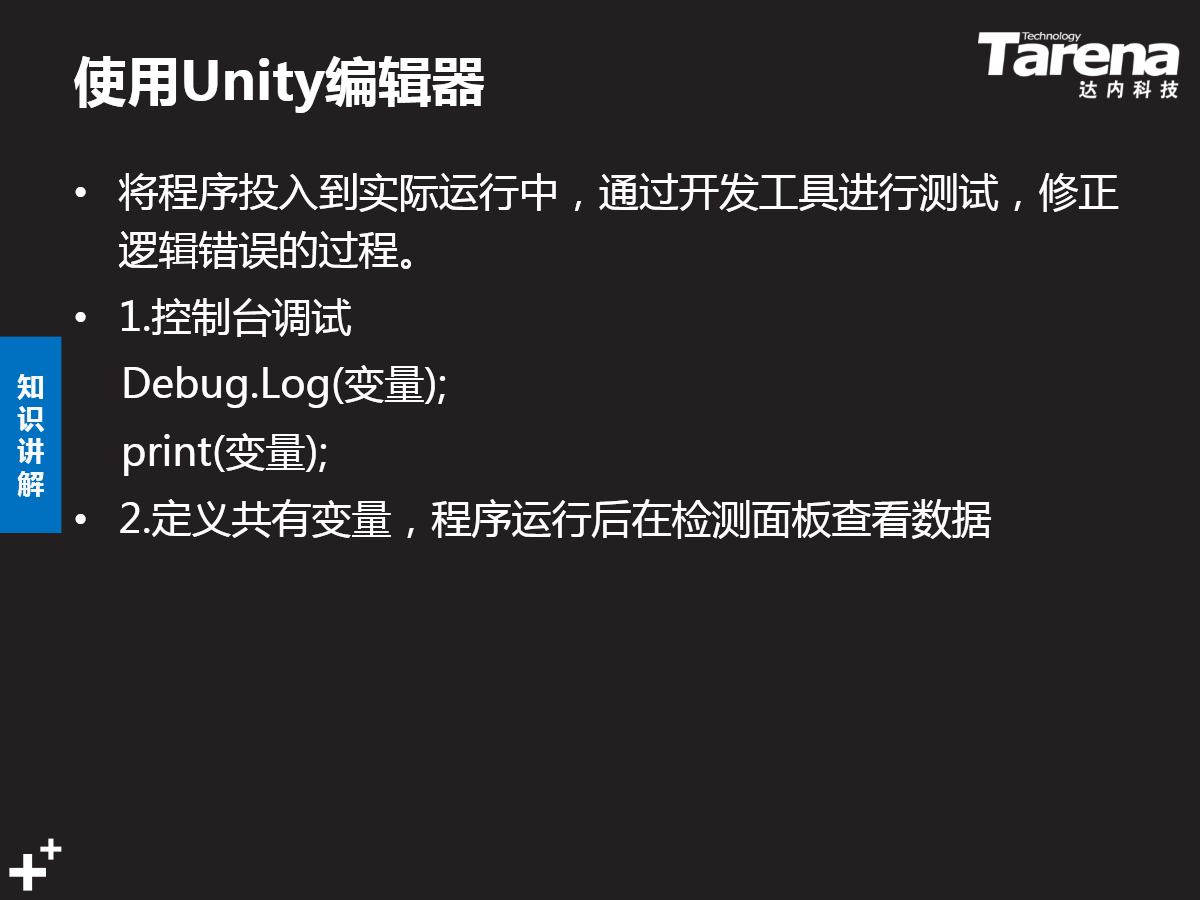 使用Unity编辑器
Technology
Tarena
达内科技
• 将程序投入到实际运行中，通过开发工具进行测试，修正
逻辑错误的过程。
• 1.控制台调试
Debug.Log(变量);
print(变量);
• 2.定义共有变量，程序运行后在检测面板查看数据
知
识
讲
解